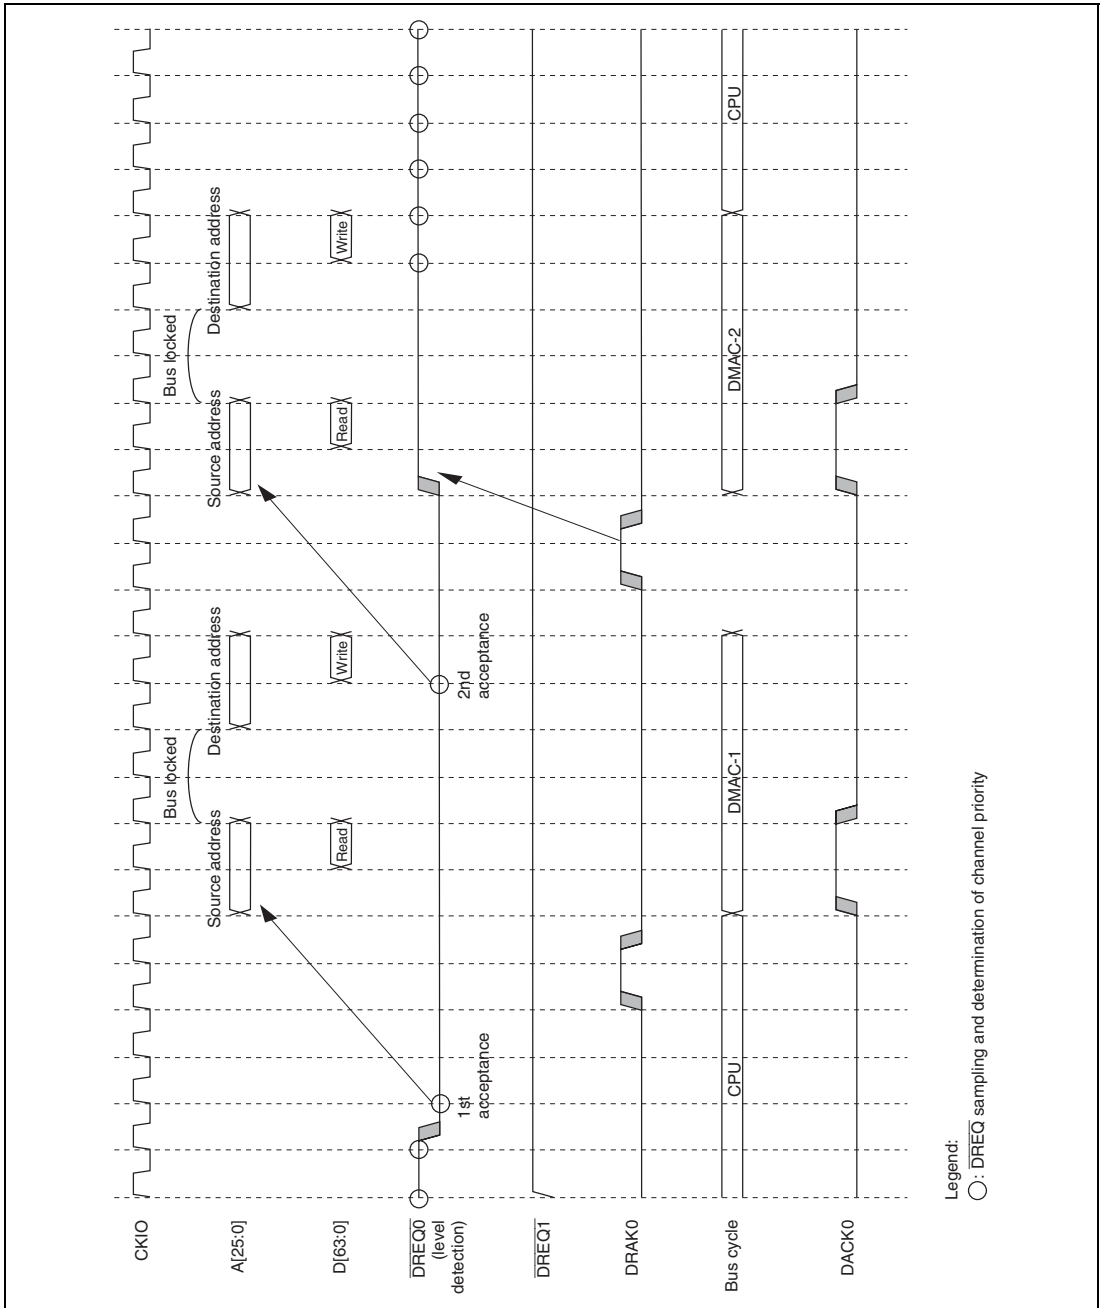 CKIO
Bus locked
Bus locked
Source address
Destination address
Source address
Destination address
A[25:0]
Read
Write
Read
Write
D[63:0]
DREQ0
(level
detection)
1st
acceptance
2nd
acceptance
DREQ1
DRAK0
CPU
DMAC-1
DMAC-2
CPU
Bus cycle
DACK0
Legend:
: DREQ sampling and determination of channel priority